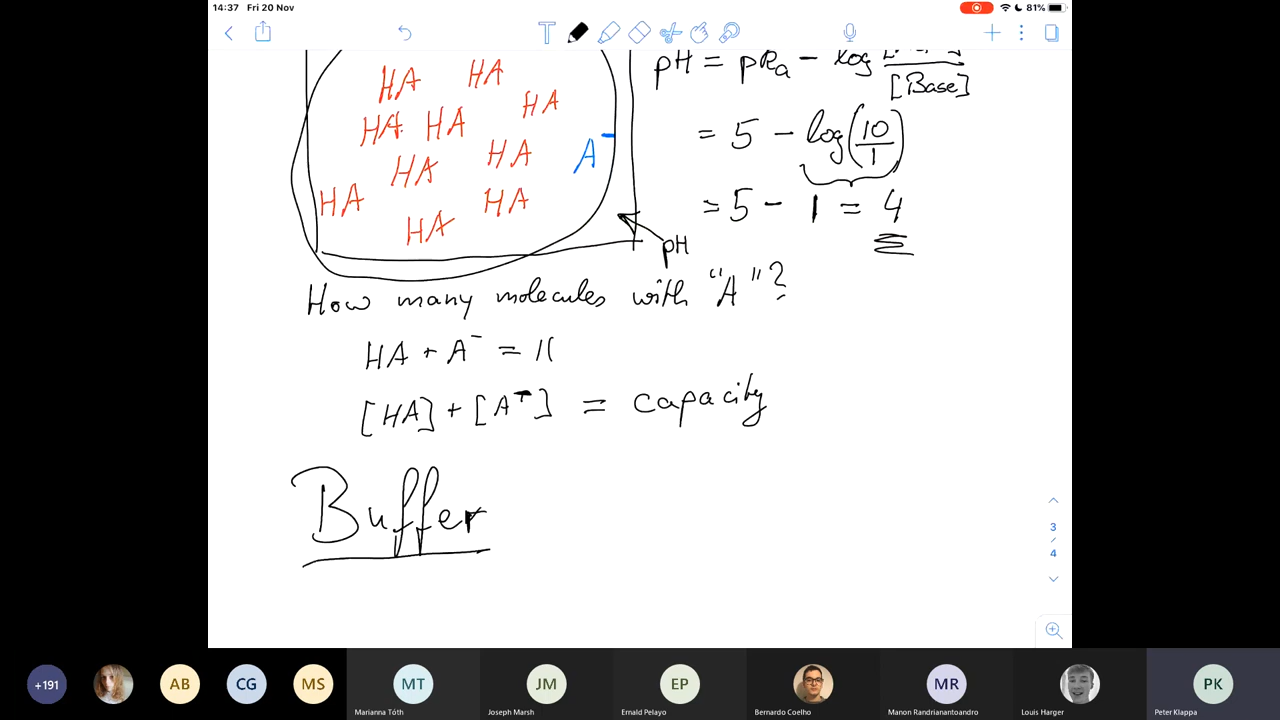 14:37 Fri 20 Nov
81%
HA HA
HA
HA HA
HA
HA
A⁻
HA
HA
HA
pH
pH = pKa - log
[Base]
= 5 - log(10/1)
= 5 - 1 = 4
How many molecules with "A"?
HA + A⁻ = 11
[HA] + [A⁻] = capacity
Buffer
3
/
4
+191
AB
CG
MS
MT
JM
EP
MR
PK
Marianna Tóth
Joseph Marsh
Ernald Pelayo
Bernardo Coelho
Manon Randrianantoandro
Louis Harger
Peter Klappa